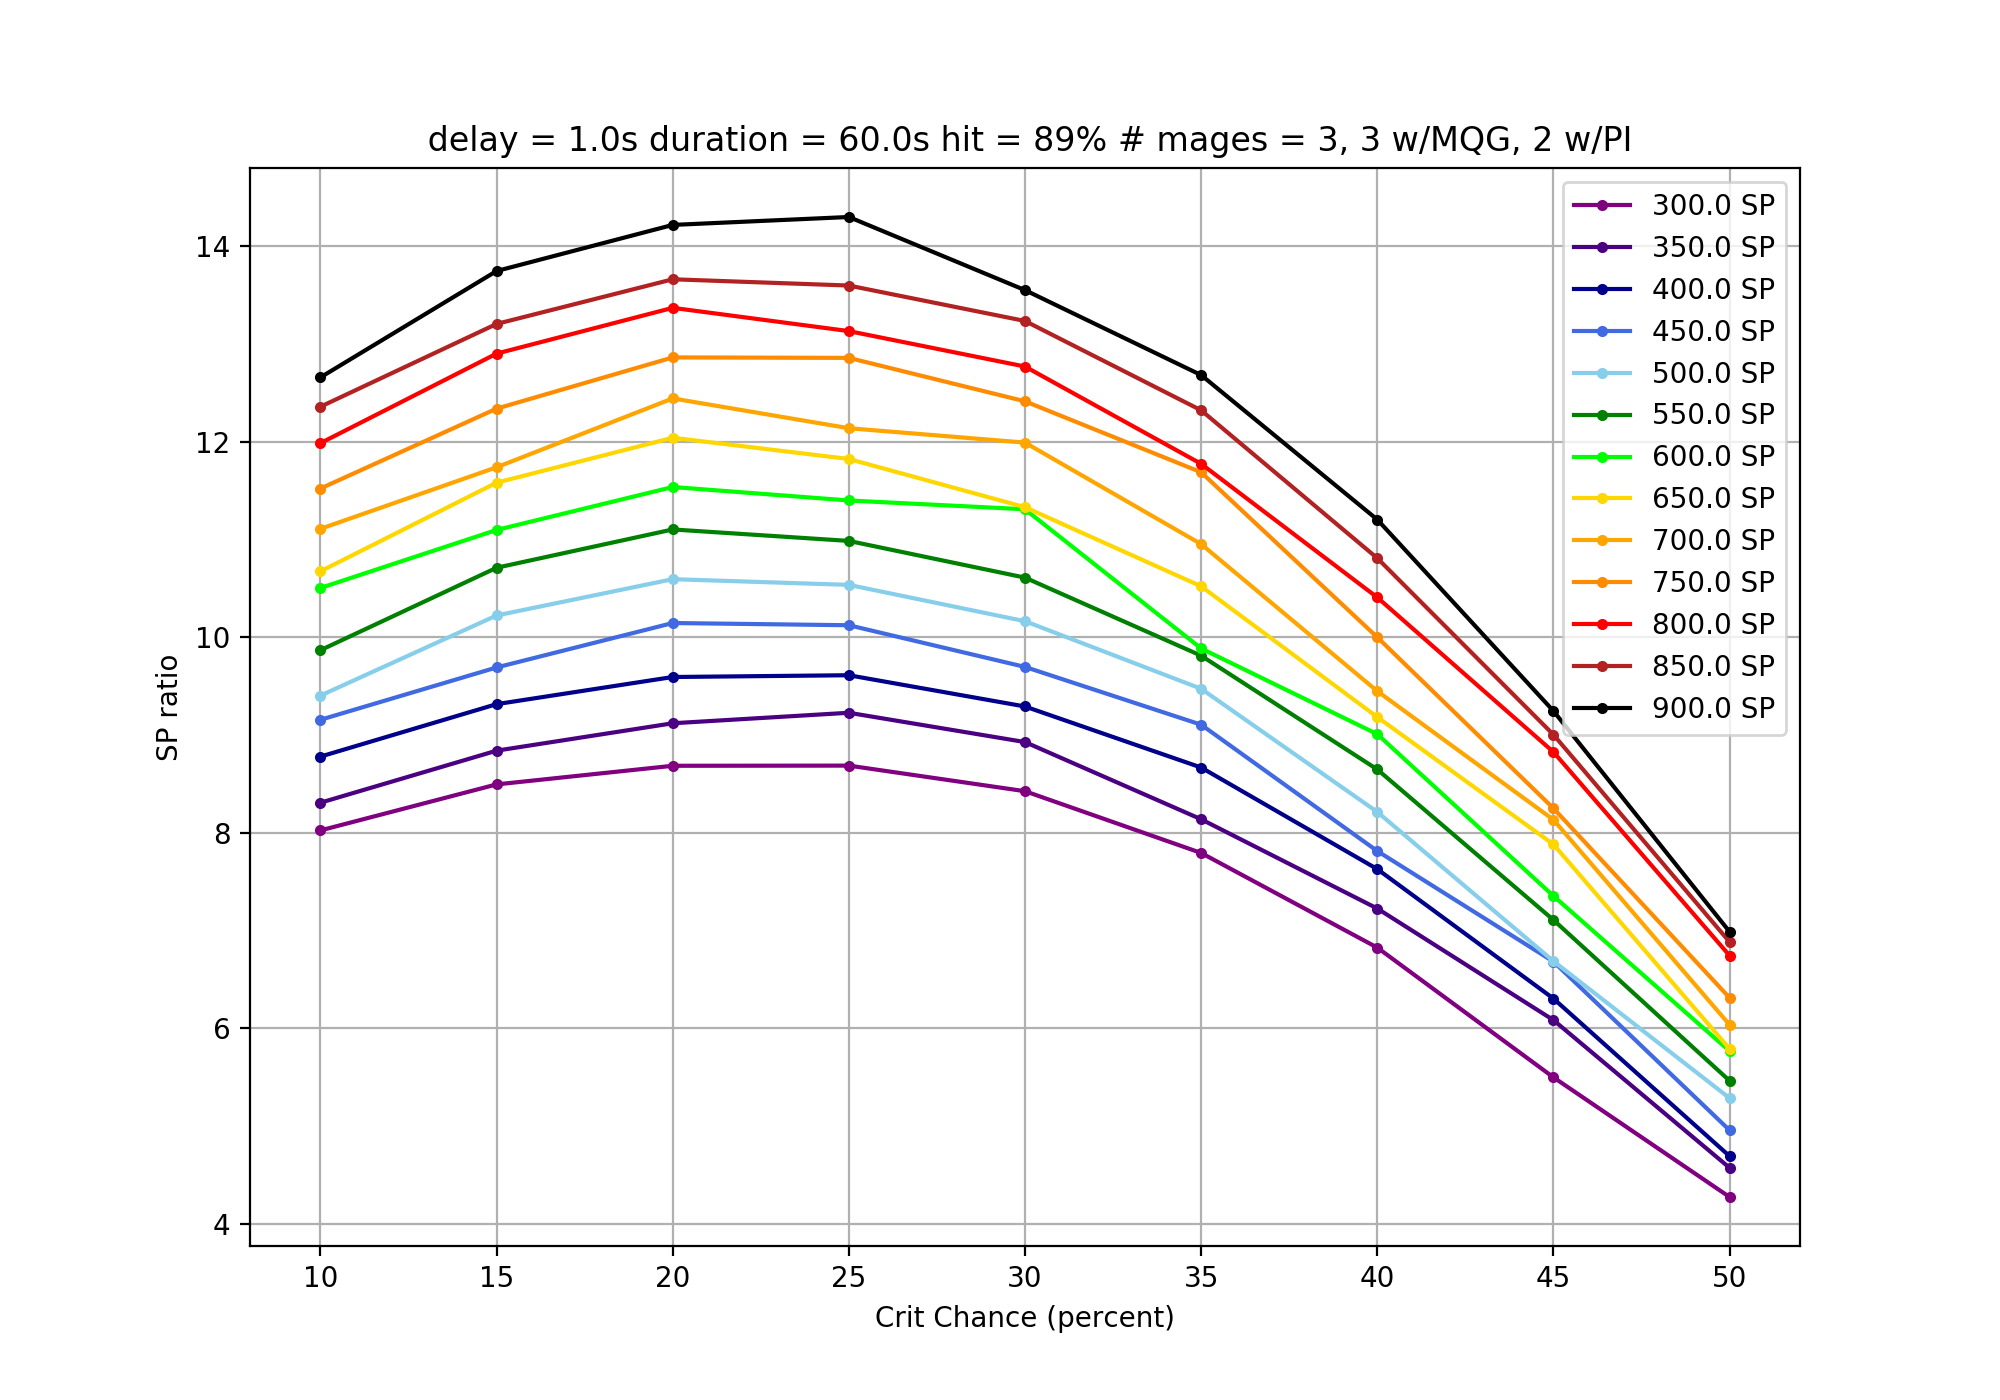 delay = 1.0s duration = 60.0s hit = 89% # mages = 3, 3 w/MQG, 2 w/PI
300.0 SP
350.0 SP
400.0 SP
450.0 SP
500.0 SP
550.0 SP
600.0 SP
650.0 SP
700.0 SP
750.0 SP
800.0 SP
850.0 SP
900.0 SP
SP ratio
14
12
10
8
6
4
10 15 20 25 30 35 40 45 50
Crit Chance (percent)